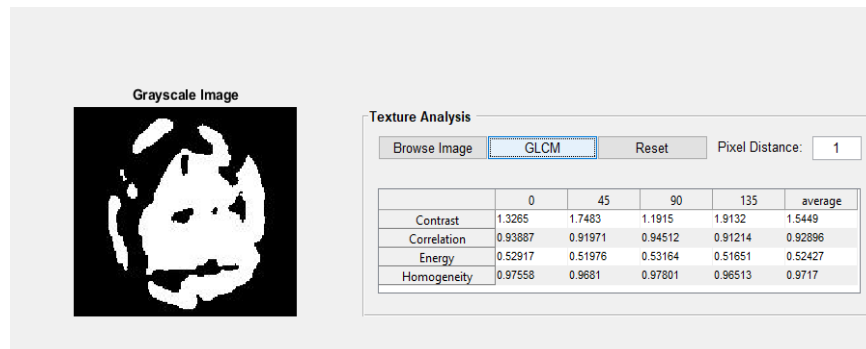 Grayscale Image
Texture Analysis
Browse Image GLCM Reset Pixel Distance: 1
0 45 90 135 average
Contrast 1.3265 1.7483 1.1915 1.9132 1.5449
Correlation 0.93887 0.91971 0.94512 0.91214 0.92896
Energy 0.52917 0.51976 0.53164 0.51651 0.52427
Homogeneity 0.97558 0.9681 0.97801 0.96513 0.9717